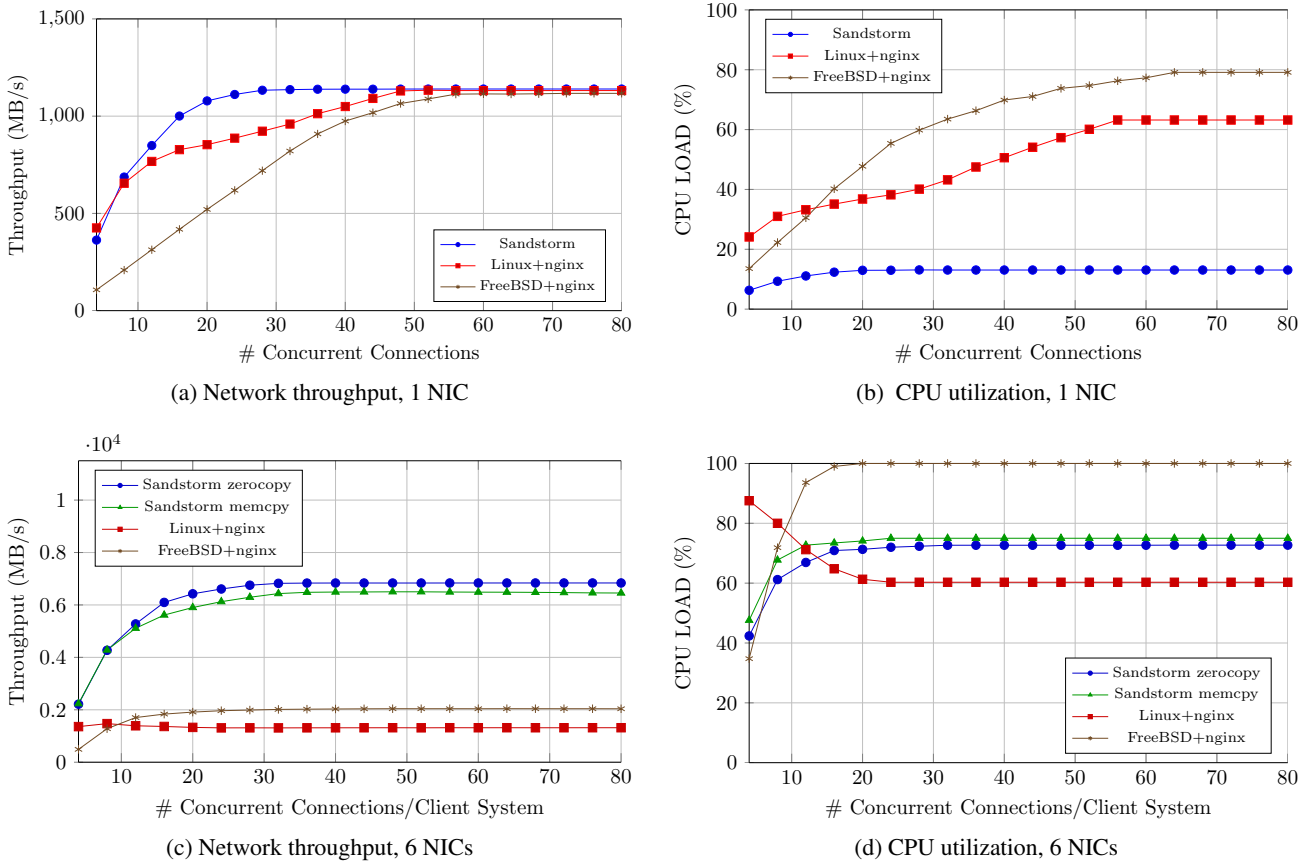 1,500
1,000
500
0
Throughput (MB/s)
10 20 30 40 50 60 70 80
# Concurrent Connections
Sandstorm
Linux+nginx
FreeBSD+nginx
(a) Network throughput, 1 NIC
100
80
60
40
20
0
CPU LOAD (%)
10 20 30 40 50 60 70 80
# Concurrent Connections
Sandstorm
Linux+nginx
FreeBSD+nginx
(b) CPU utilization, 1 NIC
·10⁴
1
0.8
0.6
0.4
0.2
0
Throughput (MB/s)
10 20 30 40 50 60 70 80
# Concurrent Connections/Client System
Sandstorm zerocopy
Sandstorm memcpy
Linux+nginx
FreeBSD+nginx
(c) Network throughput, 6 NICs
100
80
60
40
20
0
CPU LOAD (%)
10 20 30 40 50 60 70 80
# Concurrent Connections/Client System
Sandstorm zerocopy
Sandstorm memcpy
Linux+nginx
FreeBSD+nginx
(d) CPU utilization, 6 NICs